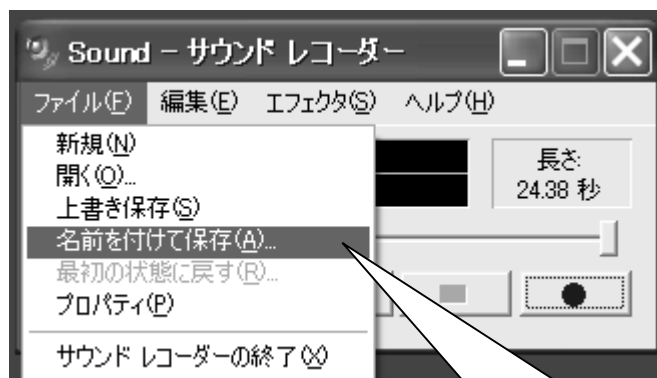 Sound - サウンド レコーダー
ファイル(F) 編集(E) エフェクタ(S) ヘルプ(H)
新規(N)
開く(O)...
上書き保存(S)
名前を付けて保存(A)...
最初の状態に戻す(R)...
プロパティ(P)
サウンド レコーダーの終了(X)
長さ:
24.38 秒